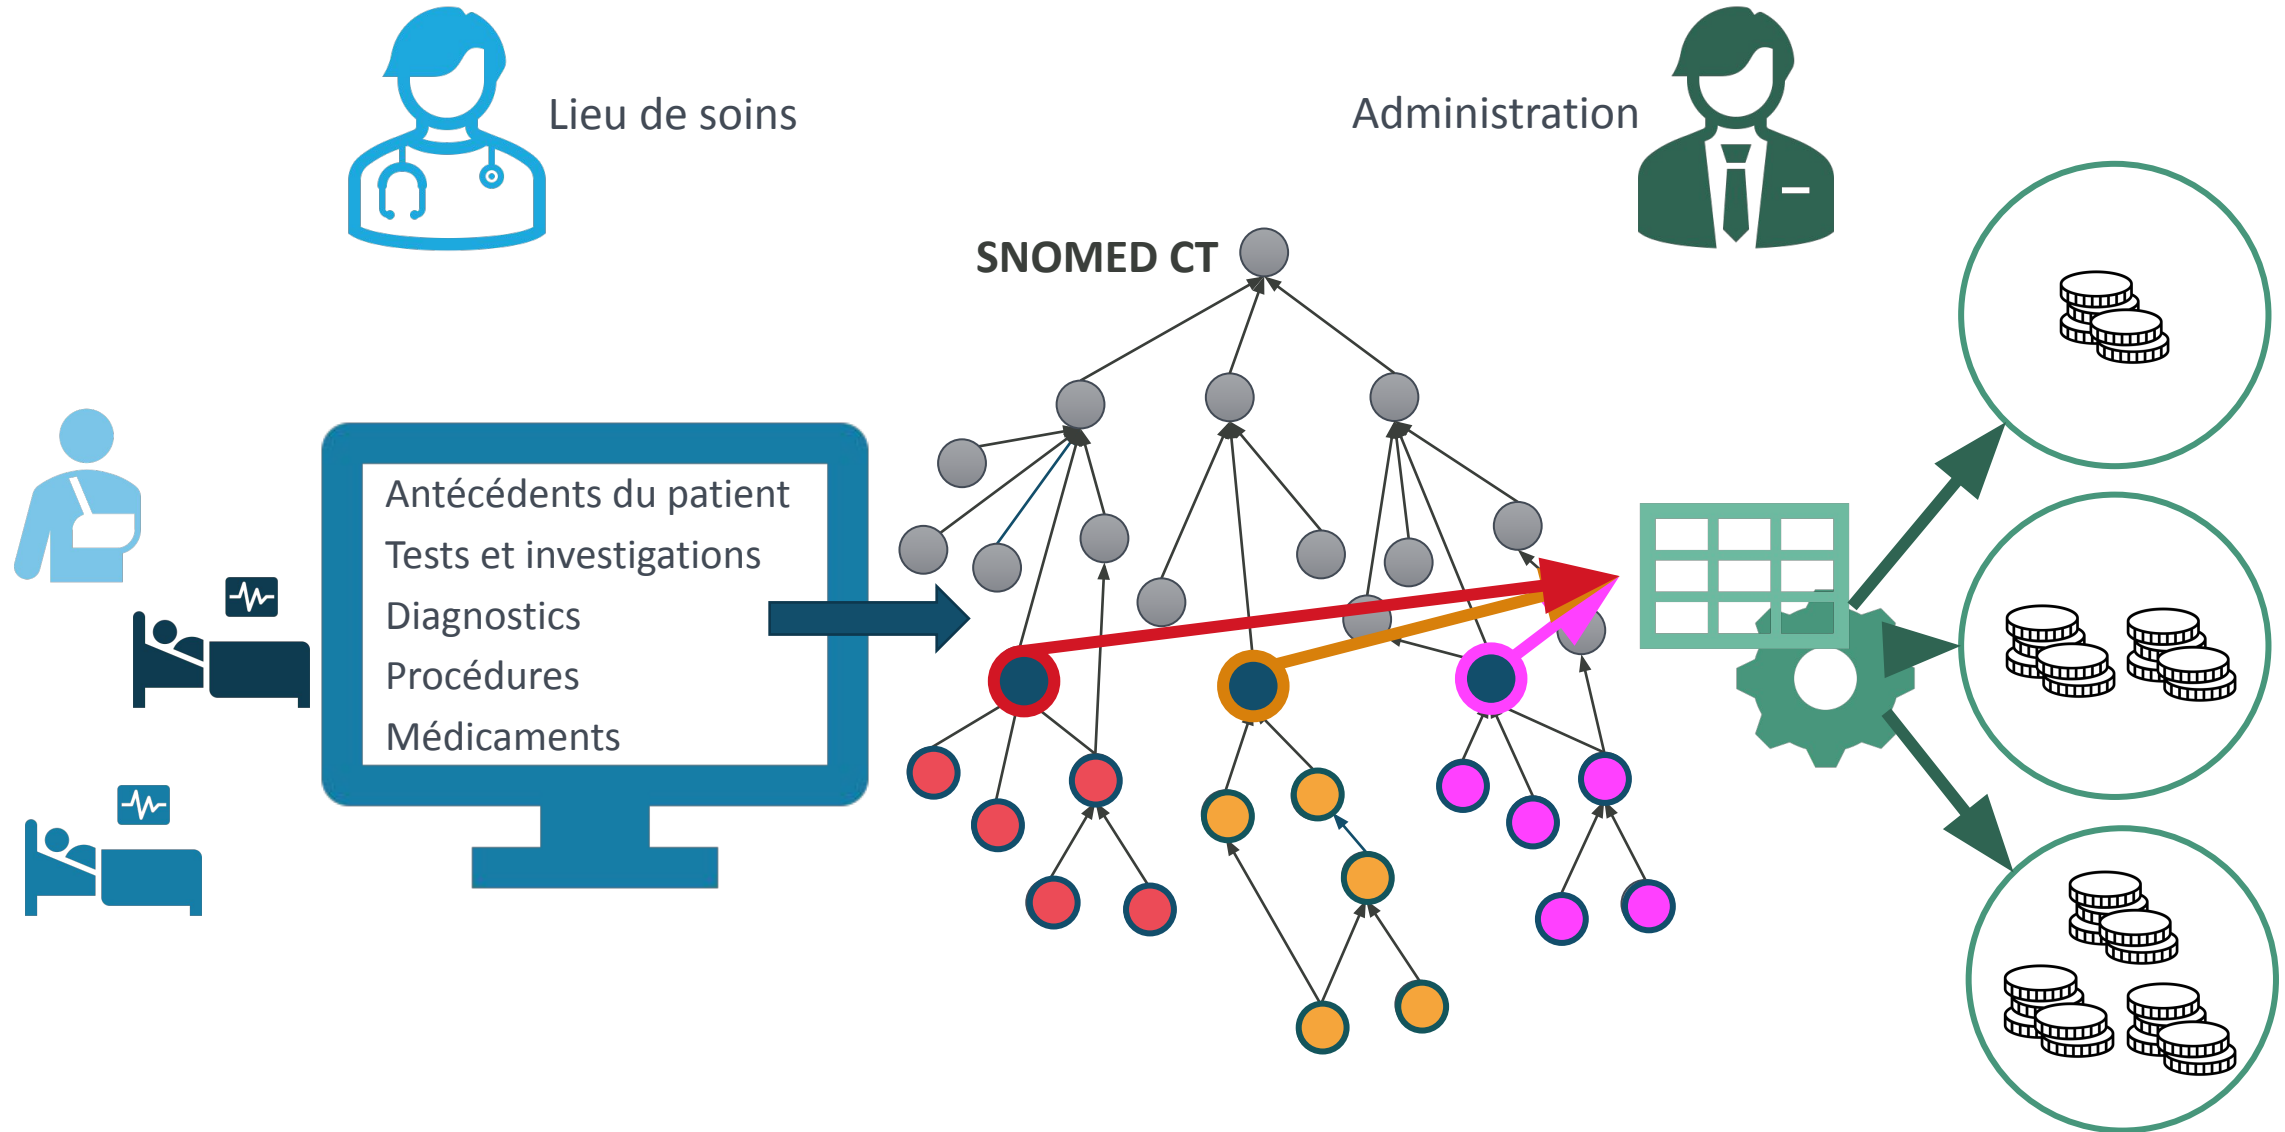 Lieu de soins
Administration
SNOMED CT
Antécédents du patient
Tests et investigations
Diagnostics
Procédures
Médicaments